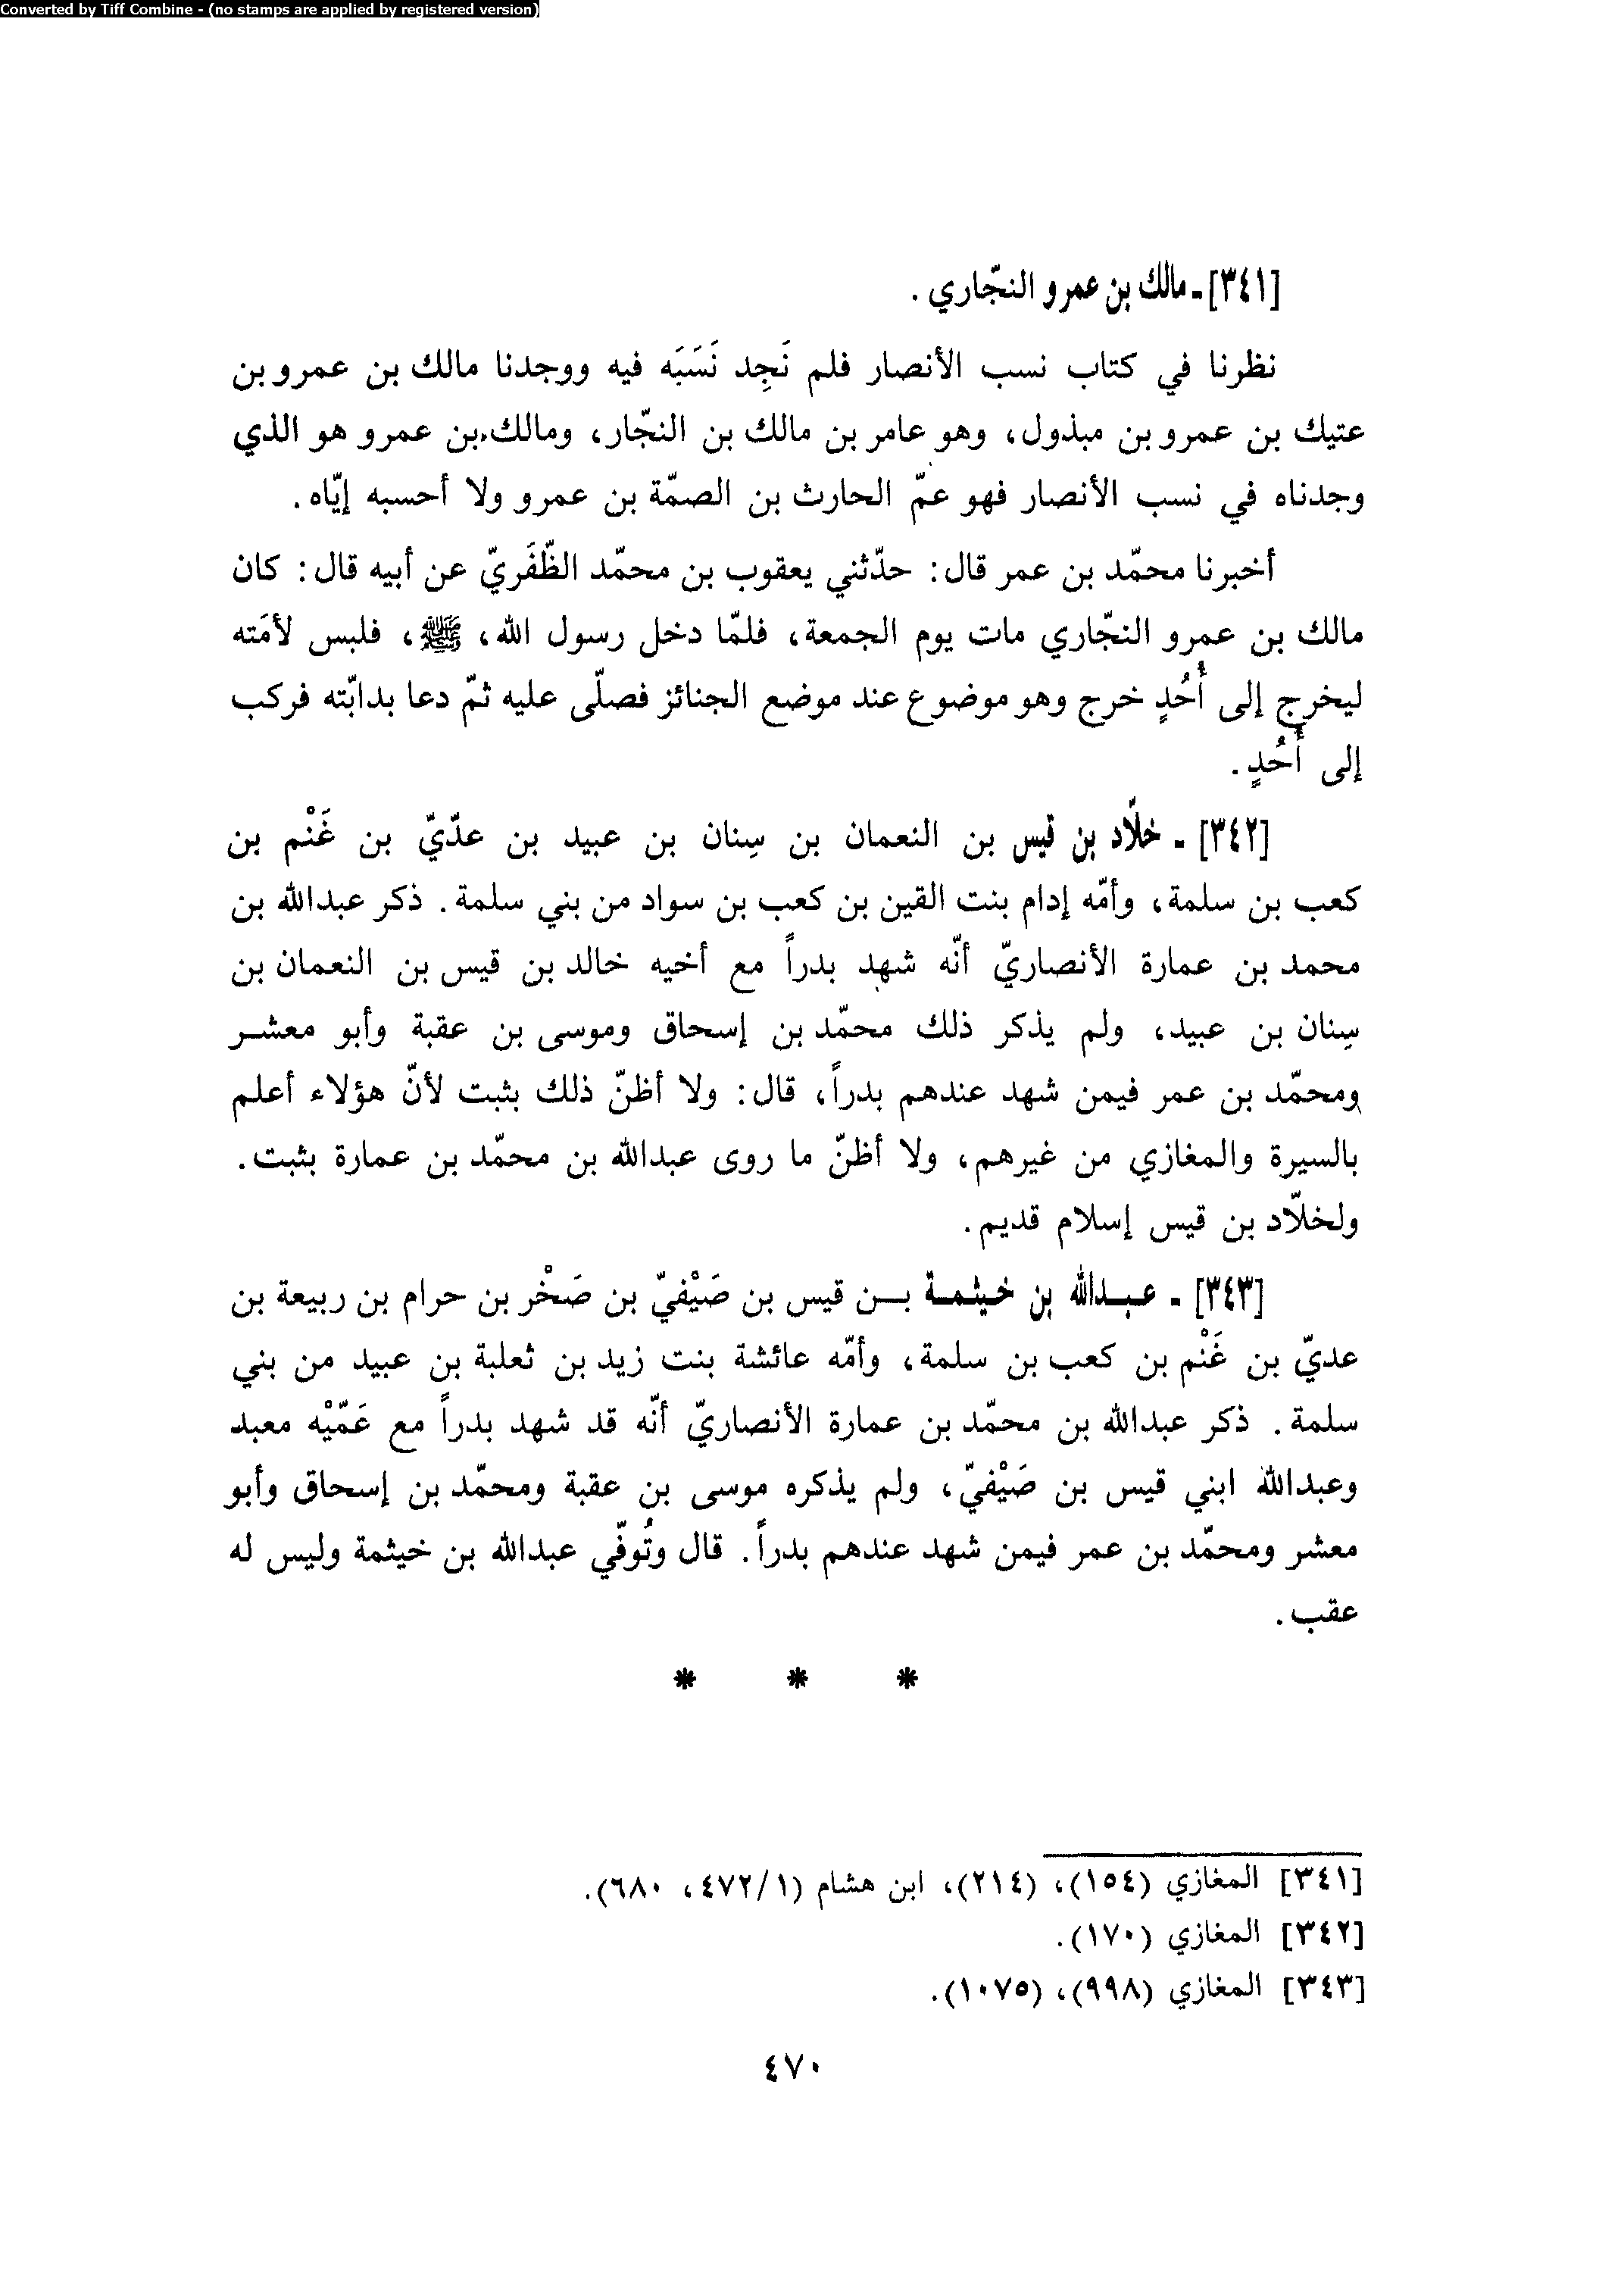 Converted by Tiff Combine - (no stamps are applied by registered version)
[٣٤١] ـ مالك بن عمرو النجّاري .
نظرنا في كتاب نسب الأنصار فلم نَجِد نَسَبَه فيه ووجدنا مالك بن عمرو بن
عتيك بن عمرو بن مبذول، وهو عامر بن مالك بن النجّار، ومالك بن عمرو هو الذي
وجدناه في نسب الأنصار فهو عمّ الحارث بن الصمّة بن عمرو ولا أحسبه إيّاه.
أخبرنا محمّد بن عمر قال: حدّثني يعقوب بن محمّد الظّفَريّ عن أبيه قال: كان
مالك بن عمرو النجّاري مات يوم الجمعة، فلمّا دخل رسول الله، ﷺ، فلبس لأمَته
ليخرج إلى أُحُدٍ خرج وهو موضوع عند موضع الجنائز فصلّى عليه ثمّ دعا بدابّته فركب
إلى أُحُدٍ.
[٣٤٢] ـ خلّاد بن قيس بن النعمان بن سِنان بن عبيد بن عدّيّ بن غَنْم بن
كعب بن سلمة، وأمّه إدام بنت القين بن كعب بن سواد من بني سلمة. ذكر عبدالله بن
محمد بن عمارة الأنصاريّ أنّه شهد بدراً مع أخيه خالد بن قيس بن النعمان بن
سِنان بن عبيد، ولم يذكر ذلك محمّد بن إسحاق وموسى بن عقبة وأبو معشر
ومحمّد بن عمر فيمن شهد عندهم بدراً، قال: ولا أظنّ ذلك بثبت لأنّ هؤلاء أعلم
بالسيرة والمغازي من غيرهم، ولا أظنّ ما روى عبدالله بن محمّد بن عمارة بثبت.
ولخلّاد بن قيس إسلام قديم.
[٣٤٣] ـ عبدالله بن خيثمة بن قيس بن صَيْفيّ بن صَخْر بن حرام بن ربيعة بن
عديّ بن غَنْم بن كعب بن سلمة، وأمّه عائشة بنت زيد بن ثعلبة بن عبيد من بني
سلمة. ذكر عبدالله بن محمّد بن عمارة الأنصاريّ أنّه قد شهد بدراً مع عَمّيْه معبد
وعبدالله ابني قيس بن صَيْفيّ، ولم يذكره موسى بن عقبة ومحمّد بن إسحاق وأبو
معشر ومحمّد بن عمر فيمن شهد عندهم بدراً. قال وتُوفّي عبدالله بن خيثمة وليس له
عقب.
* * *
[٣٤١] المغازي (١٥٤)، (٢١٤)، ابن هشام (١/٤٧٢، ٦٨٠).
[٣٤٢] المغازي (١٧٠).
[٣٤٣] المغازي (٩٩٨)، (١٠٧٥).
٤٧٠